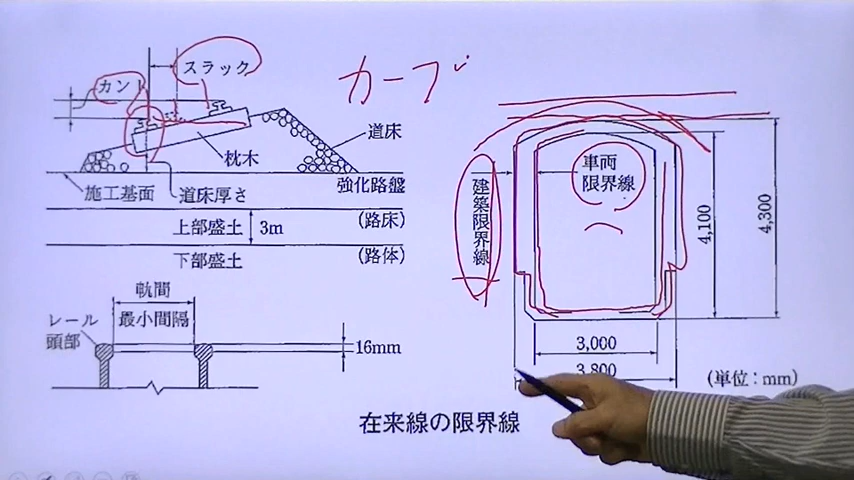 スラック
カント
カーブ
道床
枕木
施工基面
道床厚さ
強化路盤
上部盛土
3m
(路床)
下部盛土
(路体)
軌間
最小間隔
レール
頭部
16mm
建築限界線
車両
限界線
4,100
4,300
3,000
3,800
(単位:mm)
在来線の限界線